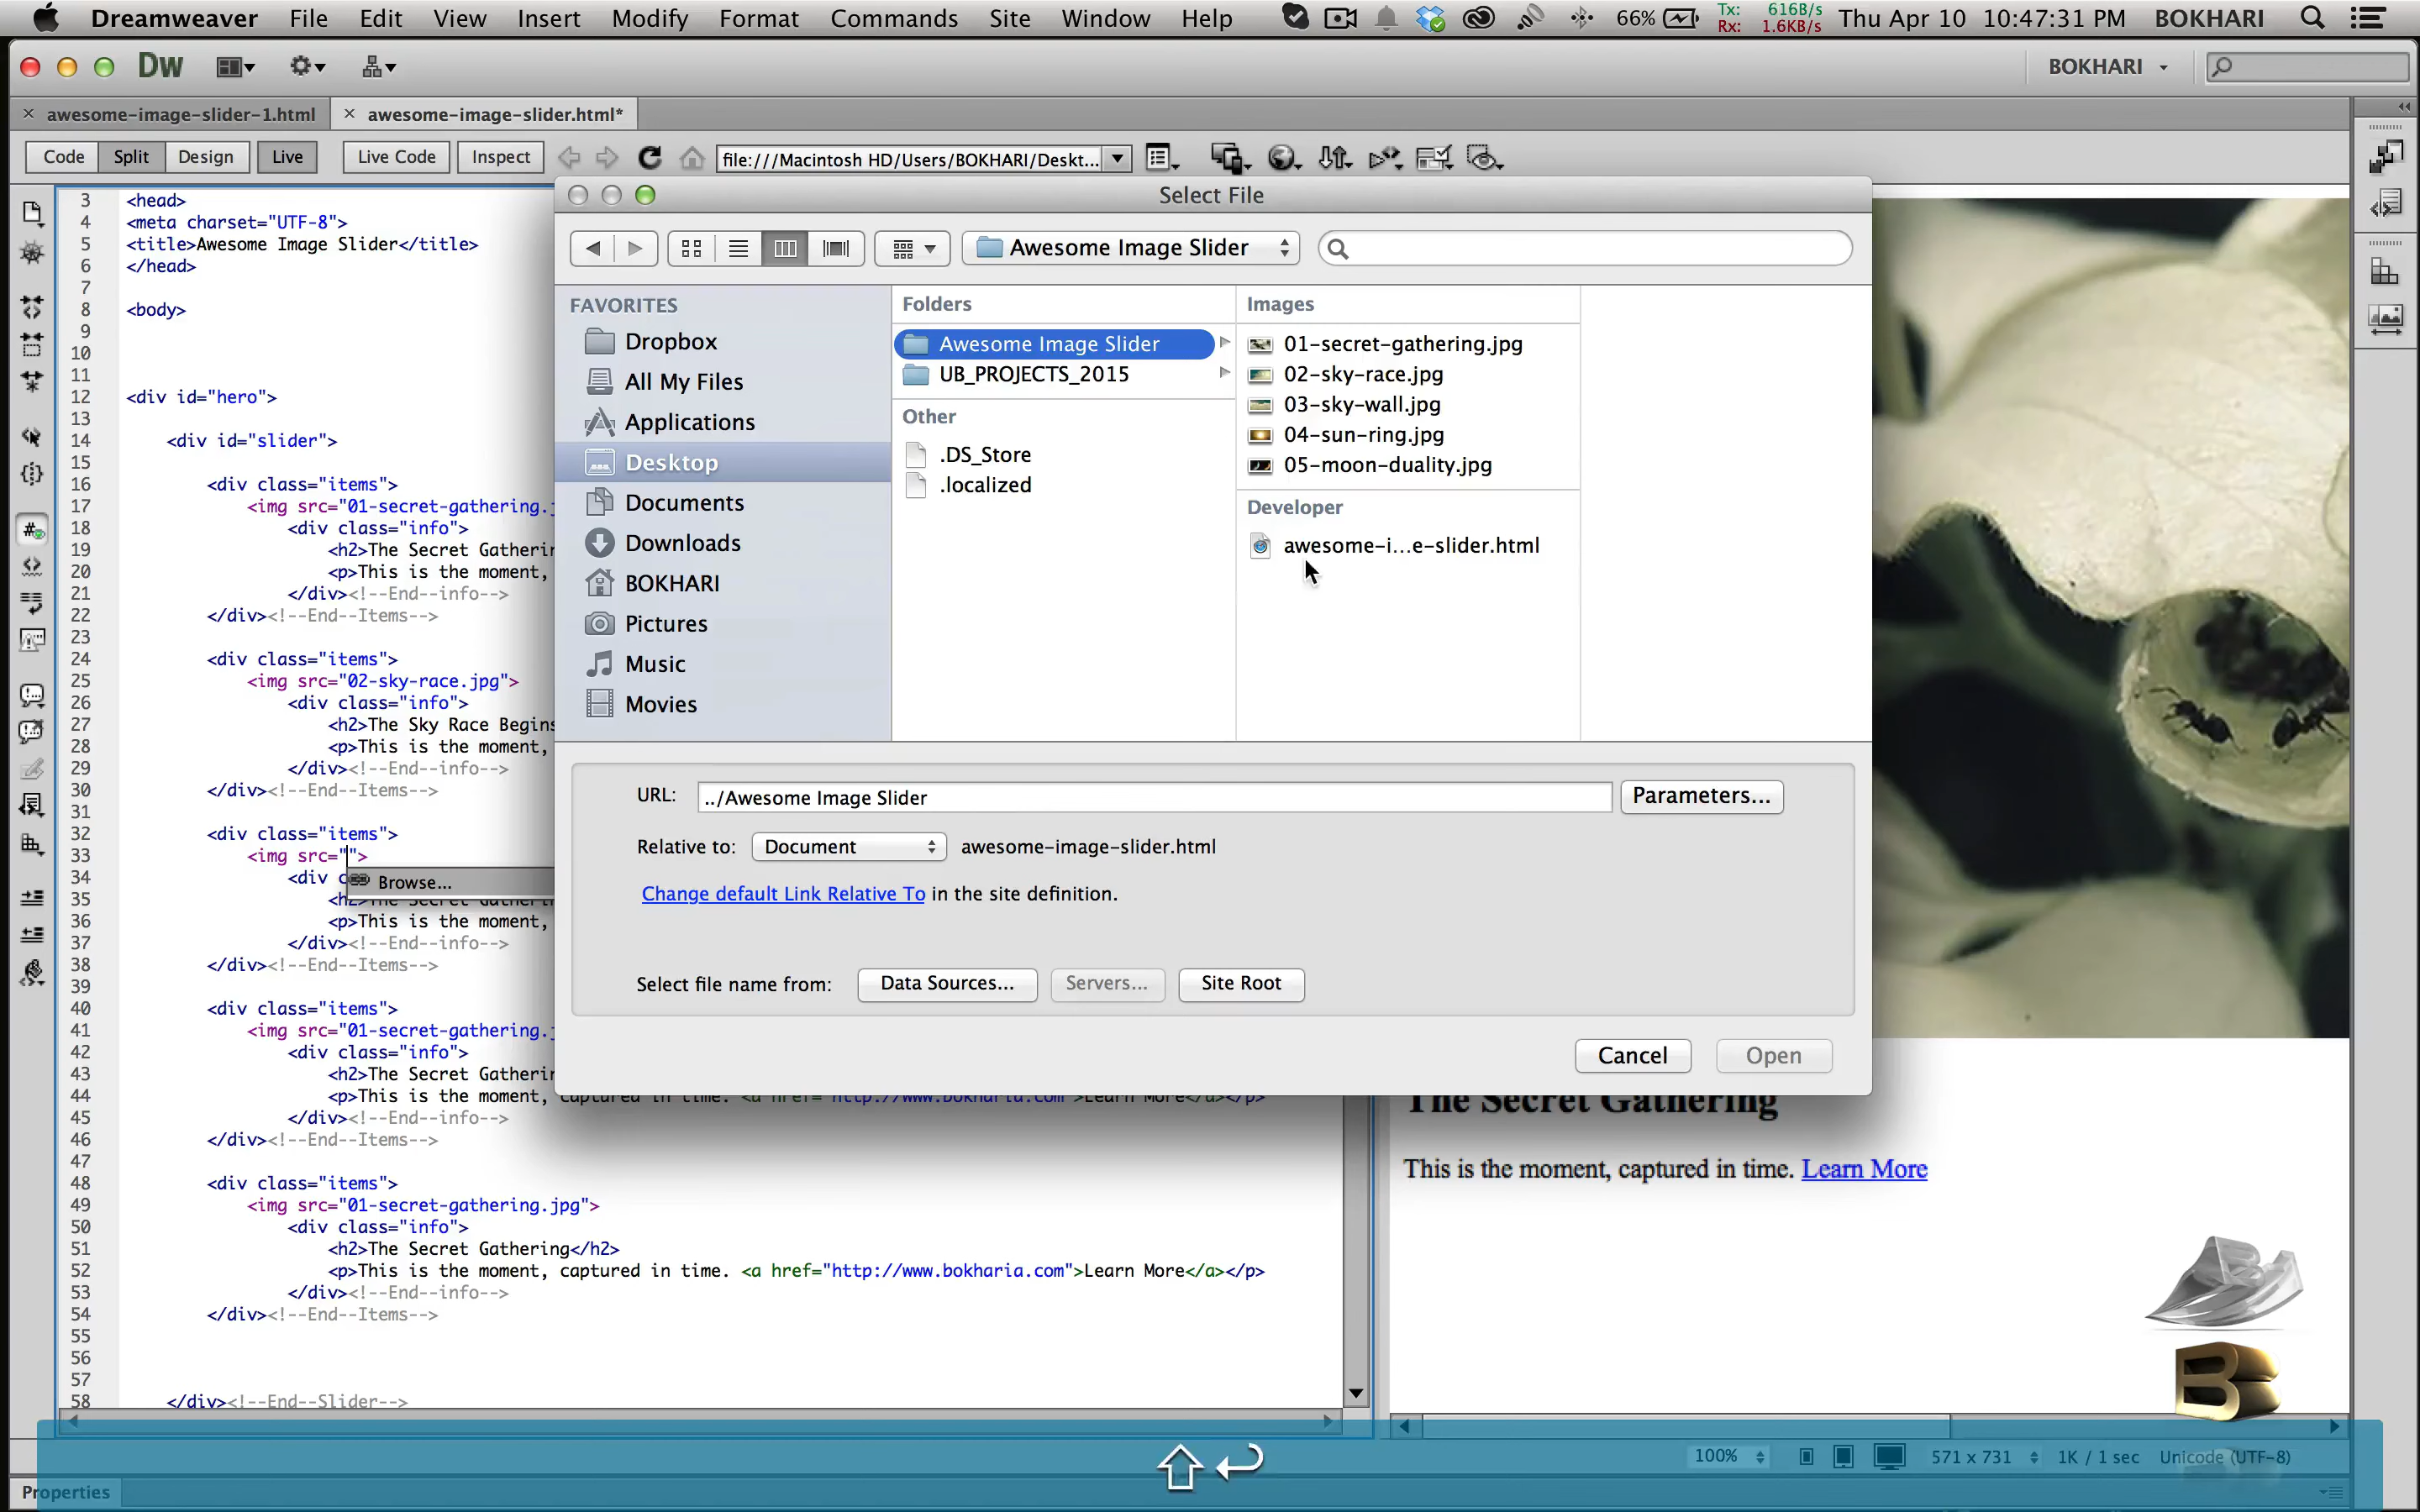 Dreamweaver File Edit View Insert Modify Format Commands Site Window Help 66% Tx: 616B/s Rx: 1.6KB/s Thu Apr 10 10:47:31 PM BOKHARI
Dw BOKHARI
awesome-image-slider-1.html awesome-image-slider.html*
Code Split Design Live Live Code Inspect file:///Macintosh HD/Users/BOKHARI/Deskt...
Select File
Awesome Image Slider
FAVORITES
Dropbox
All My Files
Applications
Desktop
Documents
Downloads
BOKHARI
Pictures
Music
Movies
Folders
Awesome Image Slider
UB_PROJECTS_2015
Other
.DS_Store
.localized
Images
01-secret-gathering.jpg
02-sky-race.jpg
03-sky-wall.jpg
04-sun-ring.jpg
05-moon-duality.jpg
Developer
awesome-i...e-slider.html
URL: ../Awesome Image Slider Parameters...
Relative to: Document awesome-image-slider.html
Change default Link Relative To in the site definition.
Select file name from: Data Sources... Servers... Site Root
Cancel Open
3 <head>
4 <meta charset="UTF-8">
5 <title>Awesome Image Slider</title>
6 </head>
7
8 <body>
9
10
11
12 <div id="hero">
13
14 <div id="slider">
15
16 <div class="items">
17 <img src="01-secret-gathering.j
18 <div class="info">
19 <h2>The Secret Gatherin
20 <p>This is the moment,
21 </div><!--End--info-->
22 </div><!--End--Items-->
23
24 <div class="items">
25 <img src="02-sky-race.jpg">
26 <div class="info">
27 <h2>The Sky Race Begins
28 <p>This is the moment,
29 </div><!--End--info-->
30 </div><!--End--Items-->
31
32 <div class="items">
33 <img src="">
34 <div c
Browse...
35 <h2>The Secret Gatherin
36 <p>This is the moment,
37 </div><!--End--info-->
38 </div><!--End--Items-->
39
40 <div class="items">
41 <img src="01-secret-gathering.j
42 <div class="info">
43 <h2>The Secret Gatherin
44 <p>This is the moment, captured in time. <a href="http://www.bokharia.com">Learn More</a></p>
45 </div><!--End--info-->
46 </div><!--End--Items-->
47
48 <div class="items">
49 <img src="01-secret-gathering.jpg">
50 <div class="info">
51 <h2>The Secret Gathering</h2>
52 <p>This is the moment, captured in time. <a href="http://www.bokharia.com">Learn More</a></p>
53 </div><!--End--info-->
54 </div><!--End--Items-->
55
56
57
58 </div><!--End--Slider-->
The Secret Gathering
This is the moment, captured in time. Learn More
B
100% 571 x 731 1K / 1 sec Unicode (UTF-8)
Properties